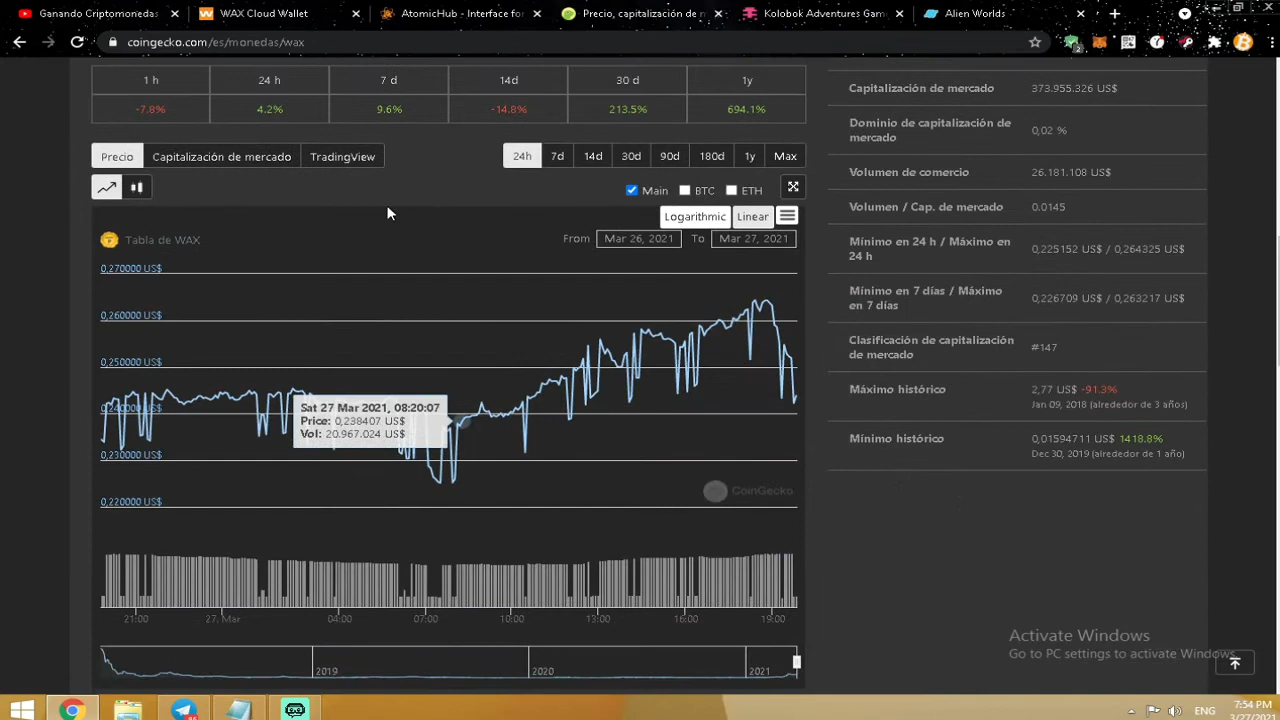 Ganando Criptomonedas
WAX Cloud Wallet
AtomicHub - Interface fo
Precio, capitalización de m
Kolobok Adventures Gam
Alien Worlds
coingecko.com/es/monedas/wax
1 h 24 h 7 d 14d 30 d 1y
-7.8% 4.2% 9.6% -14.8% 213.5% 694.1%
Precio Capitalización de mercado TradingView
24h 7d 14d 30d 90d 180d 1y Max
Main BTC ETH
Logarithmic Linear
Tabla de WAX
From Mar 26, 2021 To Mar 27, 2021
0,270000 US$
0,260000 US$
0,250000 US$
0,240000 US$
0,230000 US$
0,220000 US$
Sat 27 Mar 2021, 08:20:07
Price: 0,238407 US$
Vol: 20.967.024 US$
CoinGecko
21:00 27. Mar 04:00 07:00 10:00 13:00 16:00 19:00
2019 2020 2021
Capitalización de mercado 373.955.326 US$
Dominio de capitalización de
mercado
0,02 %
Volumen de comercio 26.181.108 US$
Volumen / Cap. de mercado 0.0145
Mínimo en 24 h / Máximo en
24 h
0,225152 US$ / 0,264325 US$
Mínimo en 7 días / Máximo
en 7 días
0,226709 US$ / 0,263217 US$
Clasificación de capitalización
de mercado
#147
Máximo histórico 2,77 US$ -91.3%
Jan 09, 2018 (alrededor de 3 años)
Mínimo histórico 0,01594711 US$ 1418.8%
Dec 30, 2019 (alrededor de 1 año)
Activate Windows
Go to PC settings to activate Windows.
ENG
7:54 PM
3/27/2021